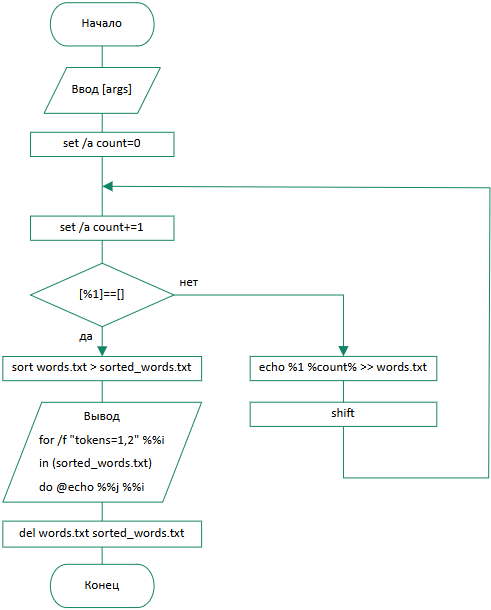 Начало
Ввод [args]
set /a count=0
set /a count+=1
[%1]==[]
нет
да
sort words.txt > sorted_words.txt
echo %1 %count% >> words.txt
shift
Вывод
for /f "tokens=1,2" %%i
in (sorted_words.txt)
do @echo %%j %%i
del words.txt sorted_words.txt
Конец